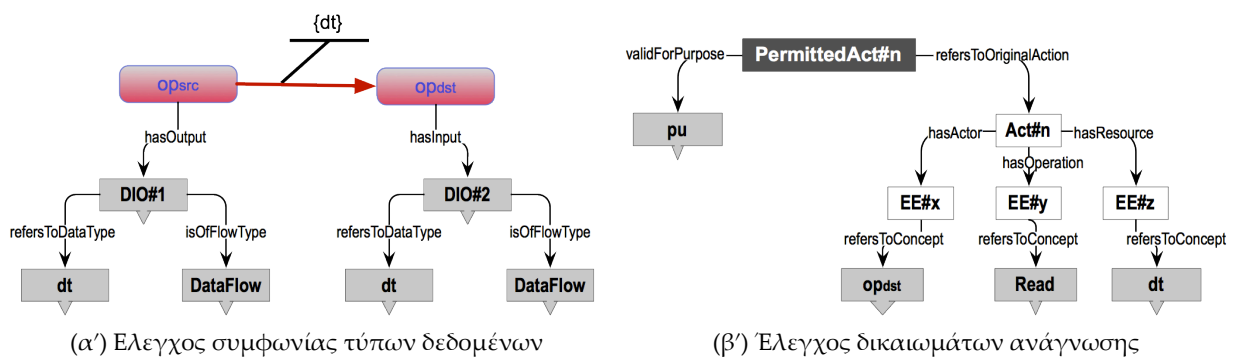 {dt}
opsrc
opdst
hasOutput
hasInput
DIO#1
DIO#2
refersToDataType
isOfFlowType
refersToDataType
isOfFlowType
dt
DataFlow
dt
DataFlow
(α′) Ελεγχος συμφωνίας τύπων δεδομένων
validForPurpose
PermittedAct#n
refersToOriginalAction
pu
hasActor
Act#n
hasResource
hasOperation
EE#x
EE#y
EE#z
refersToConcept
refersToConcept
refersToConcept
opdst
Read
dt
(β′) Έλεγχος δικαιωμάτων ανάγνωσης